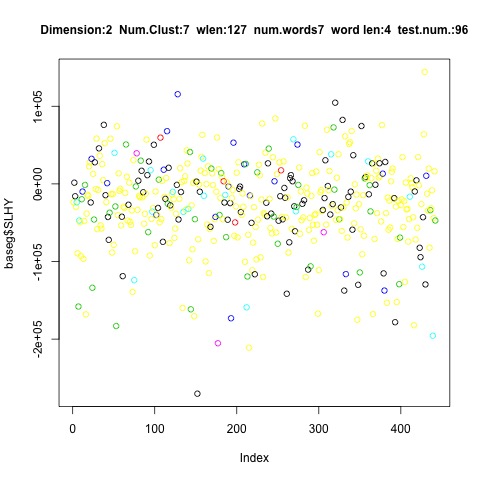 Dimension:2 Num.Clust:7 wlen:127 num.words7 word len:4 test.num.:96
baseg$SLHY
1e+05
0e+00
-1e+05
-2e+05
0 100 200 300 400
Index